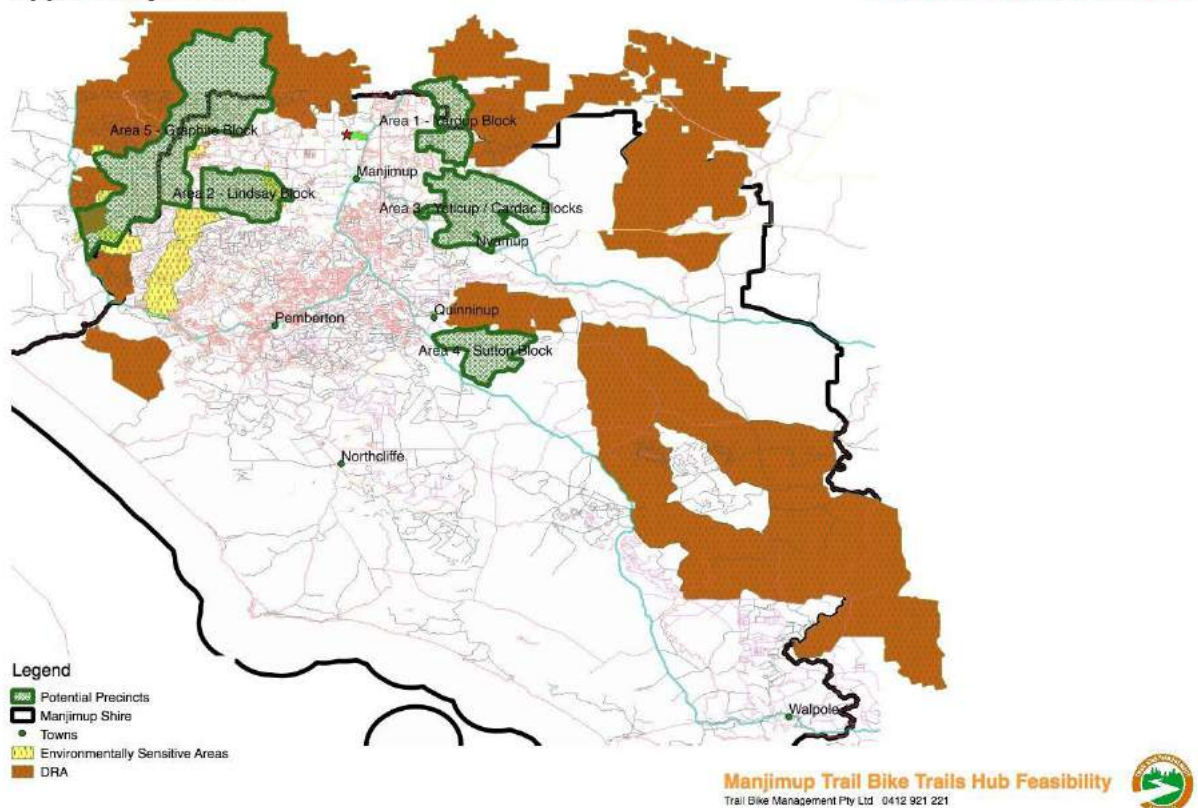 Area 5 - Graphite Block
Area 1 - Yardup Block
Manjimup
Area 2 - Lindsay Block
Area 3 - Yeticup / Cardac Blocks
Nyamup
Quinninup
Pemberton
Area 4 - Sutton Block
Northcliffe
Walpole
Legend
Potential Precincts
Manjimup Shire
Towns
Environmentally Sensitive Areas
DRA
Manjimup Trail Bike Trails Hub Feasibility
Trail Bike Management Pty Ltd 0412 921 221